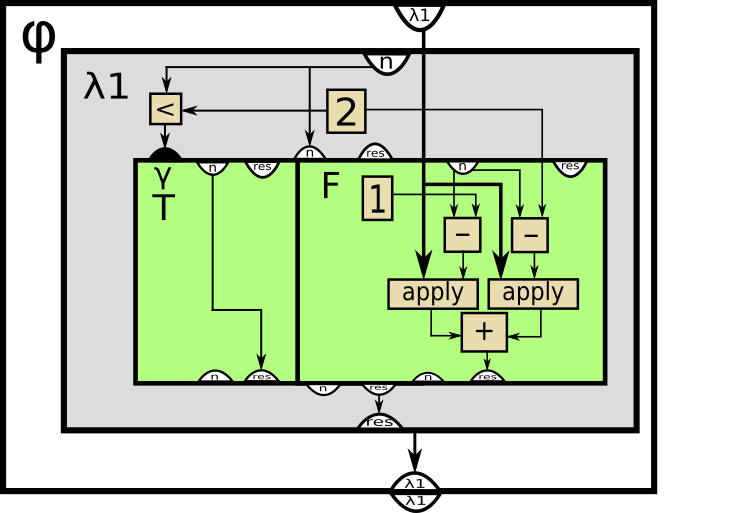 λ1
φ
n
λ1
<
2
n
res
n
res
n
res
γ
T
F
1
−
−
apply
apply
+
n
res
n
res
n
res
res
λ1
λ1